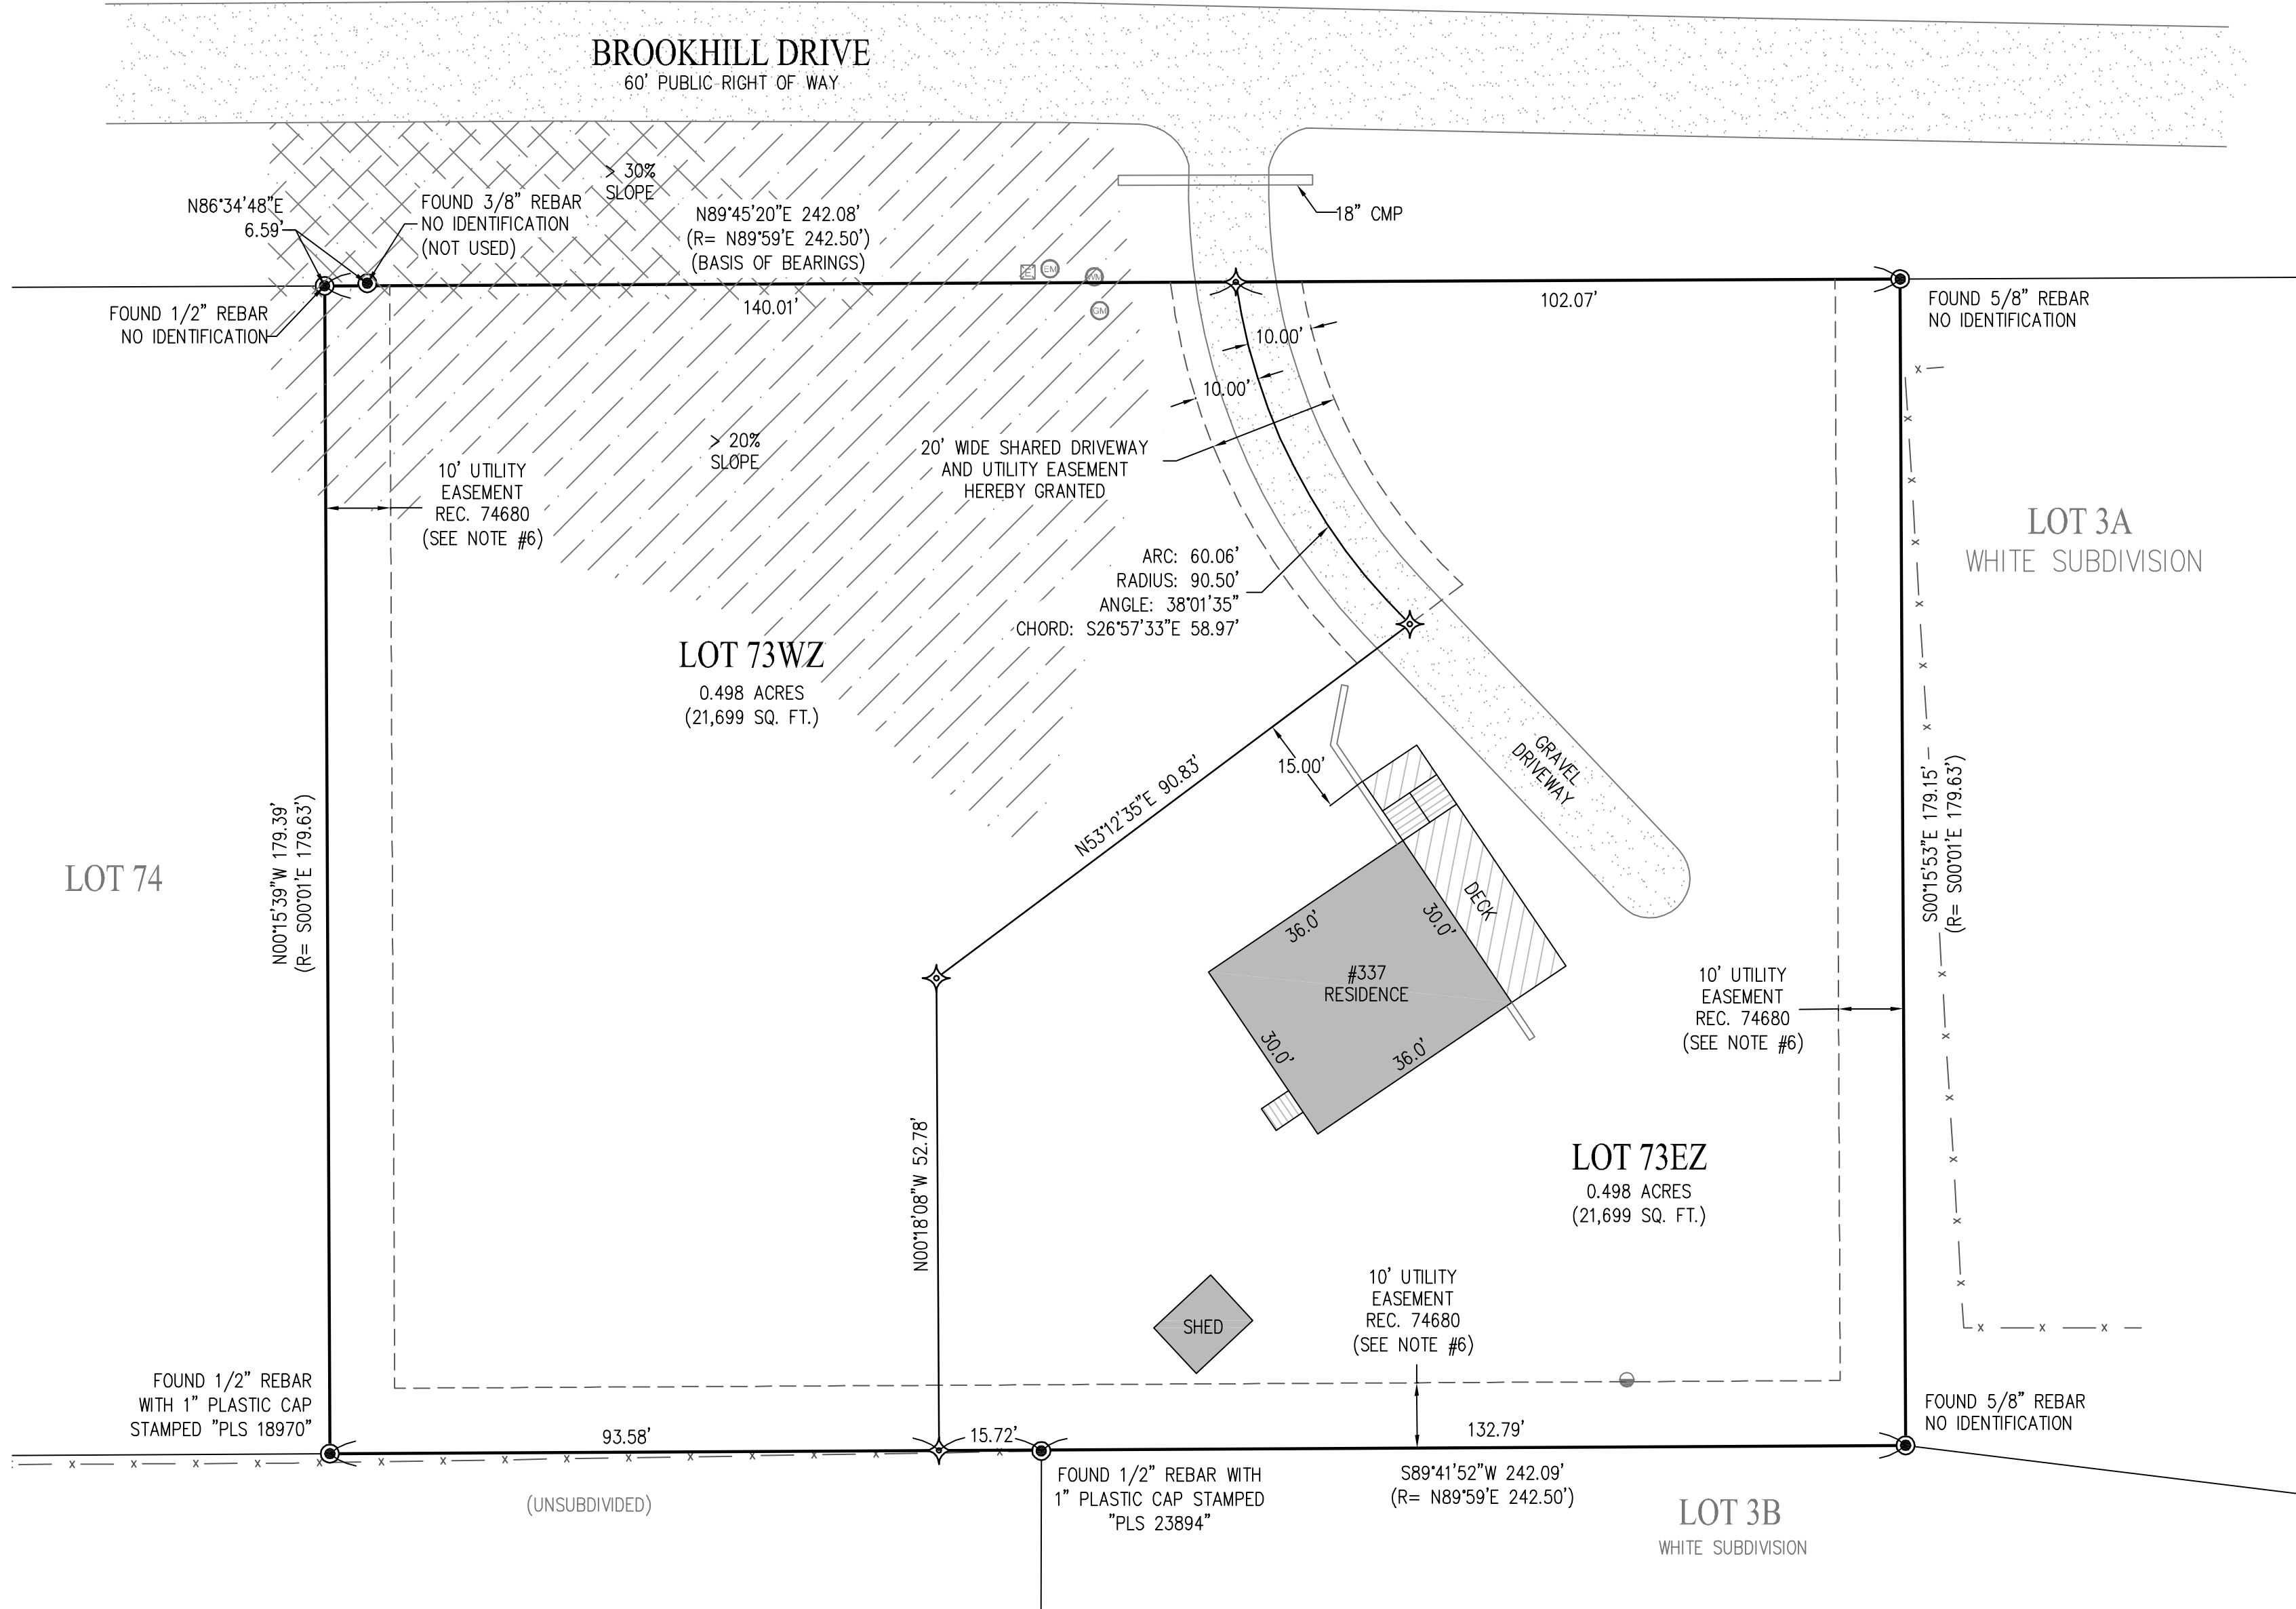 BROOKHILL DRIVE
60' PUBLIC RIGHT OF WAY
> 30%
SLOPE
N86°34'48"E
6.59'
FOUND 3/8" REBAR
NO IDENTIFICATION
(NOT USED)
N89°45'20"E 242.08'
(R= N89°59'E 242.50')
(BASIS OF BEARINGS)
18" CMP
E
EM
WM
GM
FOUND 1/2" REBAR
NO IDENTIFICATION
140.01'
102.07'
FOUND 5/8" REBAR
NO IDENTIFICATION
10.00'
10.00'
> 20%
SLOPE
20' WIDE SHARED DRIVEWAY
AND UTILITY EASEMENT
HEREBY GRANTED
10' UTILITY
EASEMENT
REC. 74680
(SEE NOTE #6)
LOT 3A
WHITE SUBDIVISION
ARC: 60.06'
RADIUS: 90.50'
ANGLE: 38°01'35"
CHORD: S26°57'33"E 58.97'
LOT 73WZ
0.498 ACRES
(21,699 SQ. FT.)
15.00'
GRAVEL
DRIVEWAY
N53°12'35"E 90.83'
N00°15'39"W 179.39'
(R= S00°01'E 179.63')
S00°15'53"E 179.15'
(R= S00°01'E 179.63')
LOT 74
DECK
36.0'
30.0'
#337
RESIDENCE
30.0'
36.0'
10' UTILITY
EASEMENT
REC. 74680
(SEE NOTE #6)
N00°18'08"W 52.78'
LOT 73EZ
0.498 ACRES
(21,699 SQ. FT.)
SHED
10' UTILITY
EASEMENT
REC. 74680
(SEE NOTE #6)
FOUND 1/2" REBAR
WITH 1" PLASTIC CAP
STAMPED "PLS 18970"
93.58'
15.72'
132.79'
FOUND 5/8" REBAR
NO IDENTIFICATION
(UNSUBDIVIDED)
FOUND 1/2" REBAR WITH
1" PLASTIC CAP STAMPED
"PLS 23894"
S89°41'52"W 242.09'
(R= N89°59'E 242.50')
LOT 3B
WHITE SUBDIVISION